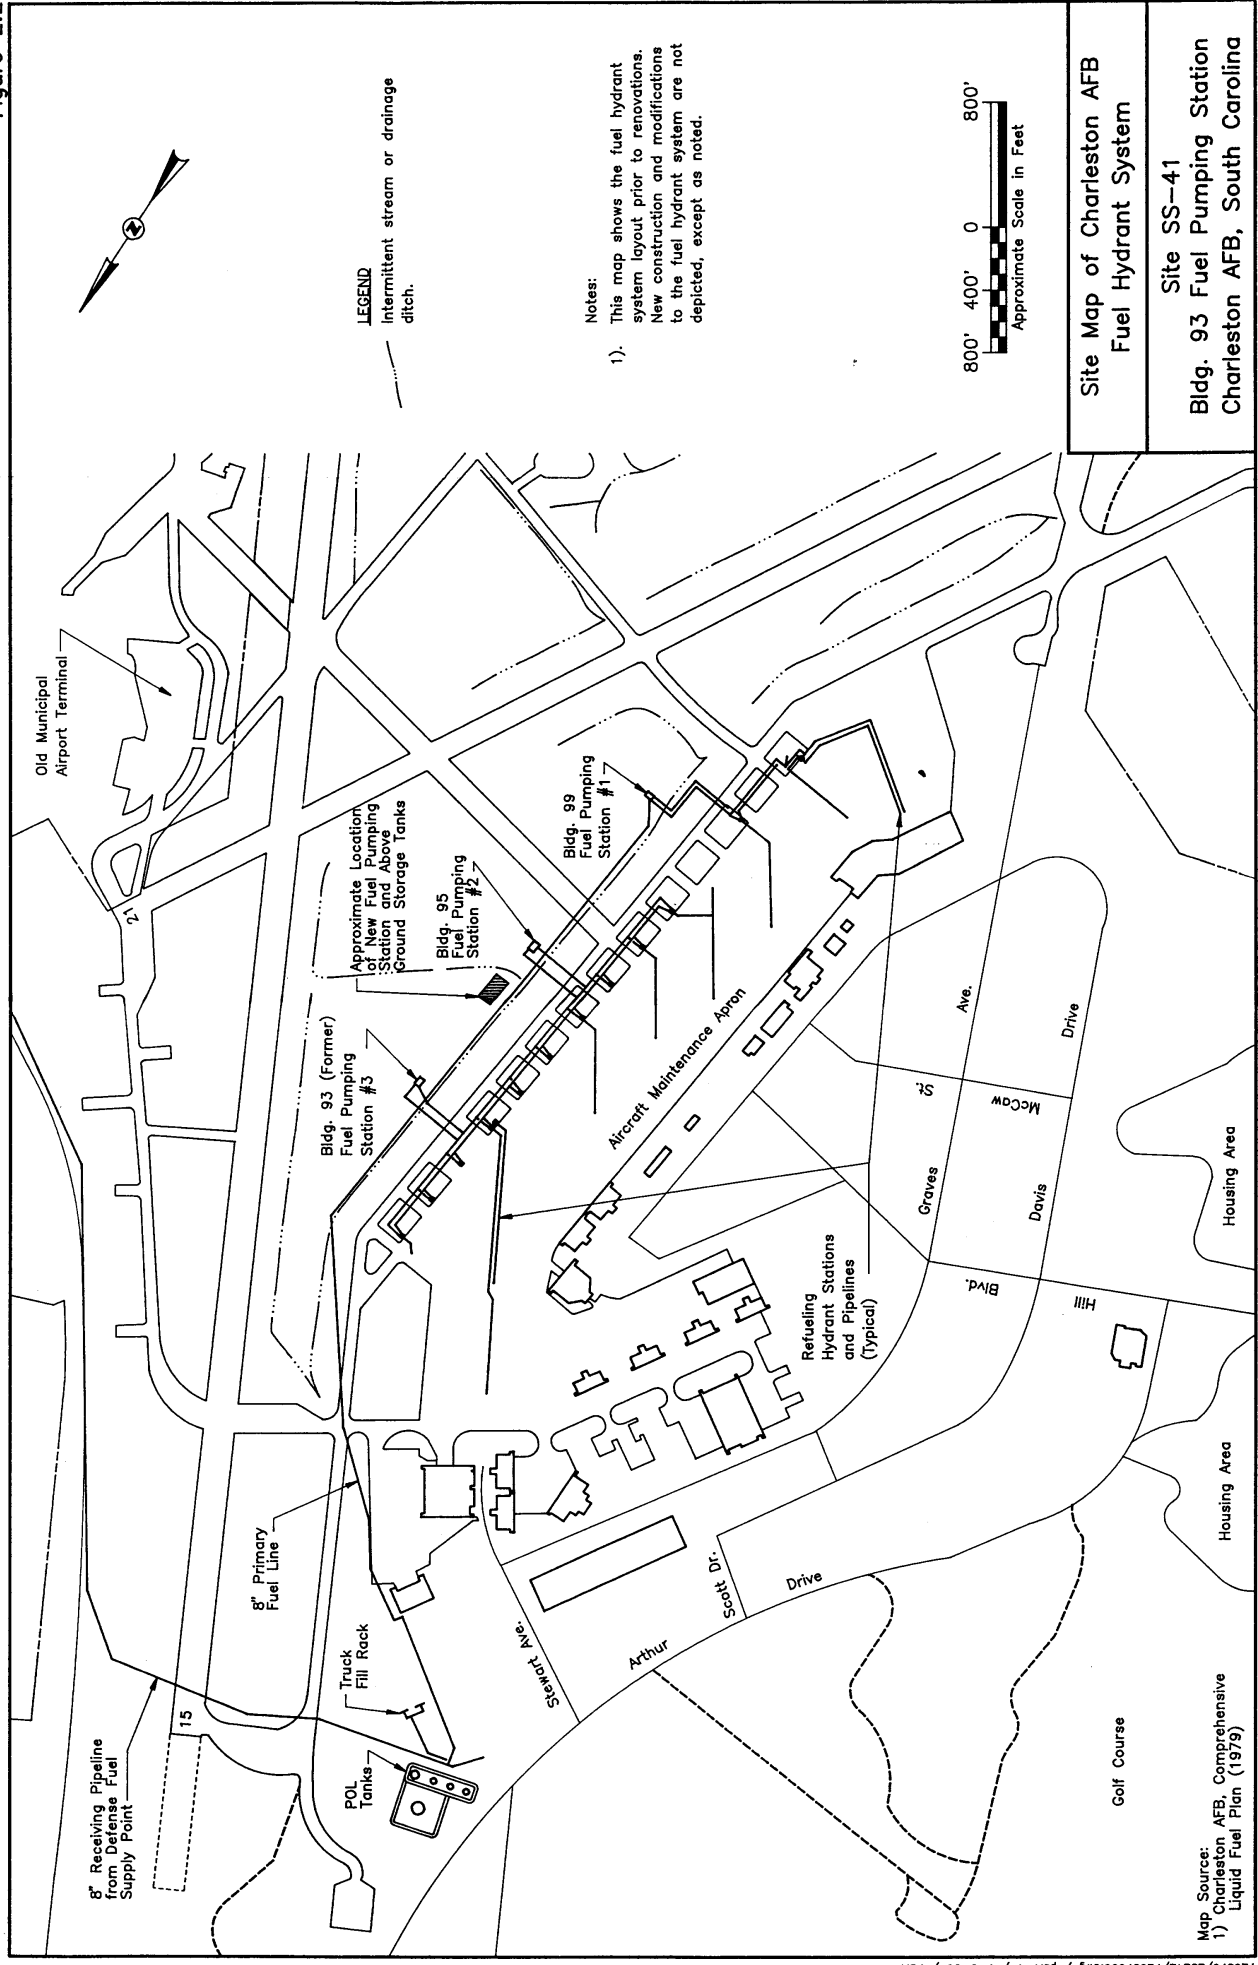 Old Municipal
Airport Terminal
LEGEND
Intermittent stream or drainage
ditch.
Notes:
1). This map shows the fuel hydrant
system layout prior to renovations.
New construction and modifications
to the fuel hydrant system are not
depicted, except as noted.
800' 400' 0 800'
Approximate Scale in Feet
Site Map of Charleston AFB
Fuel Hydrant System
Site SS-41
Bldg. 93 Fuel Pumping Station
Charleston AFB, South Carolina
N
8" Receiving Pipeline
from Defense Fuel
Supply Point
15
21
POL
Tanks
Truck
Fill Rack
8" Primary
Fuel Line
Bldg. 93 (Former)
Fuel Pumping
Station #3
Approximate Location
of New Fuel Pumping
Station and Above
Ground Storage Tanks
Bldg. 95
Fuel Pumping
Station #2
Bldg. 99
Fuel Pumping
Station #1
Aircraft Maintenance Apron
Refueling
Hydrant Stations
and Pipelines
(Typical)
Stewart Ave.
Scott Dr.
Arthur
Drive
Graves
Ave.
Davis
Drive
McCaw
St.
Hill
Blvd.
Housing Area
Housing Area
Golf Course
Map Source:
1) Charleston AFB, Comprehensive
Liquid Fuel Plan (1979)